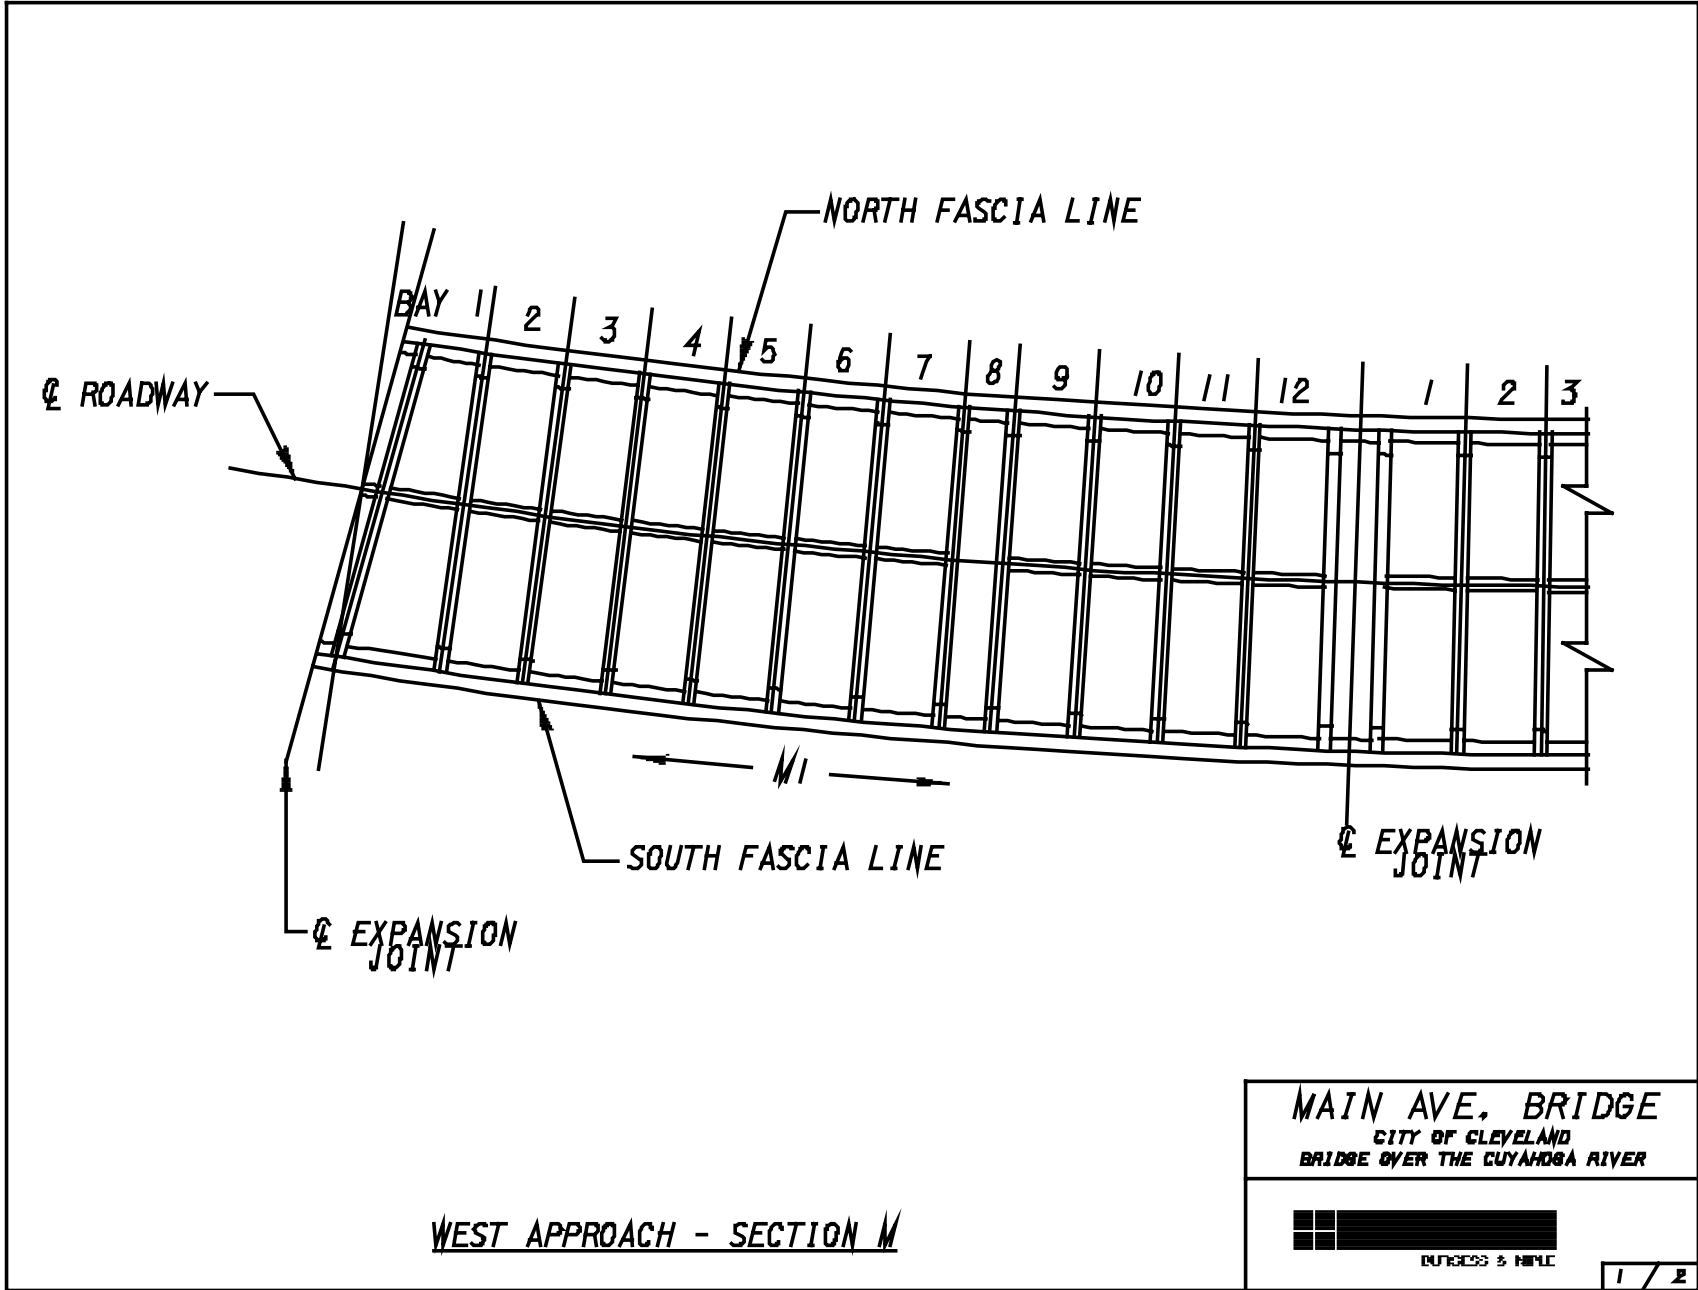 NORTH FASCIA LINE
BAY 1 2 3 4 5 6 7 8 9 10 11 12 1 2 3
℄ ROADWAY
M1
SOUTH FASCIA LINE
℄ EXPANSION
JOINT
℄ EXPANSION
JOINT
MAIN AVE. BRIDGE
CITY OF CLEVELAND
BRIDGE OVER THE CUYAHOGA RIVER
WEST APPROACH - SECTION M
BURGESS & NIPLE
1 / 2